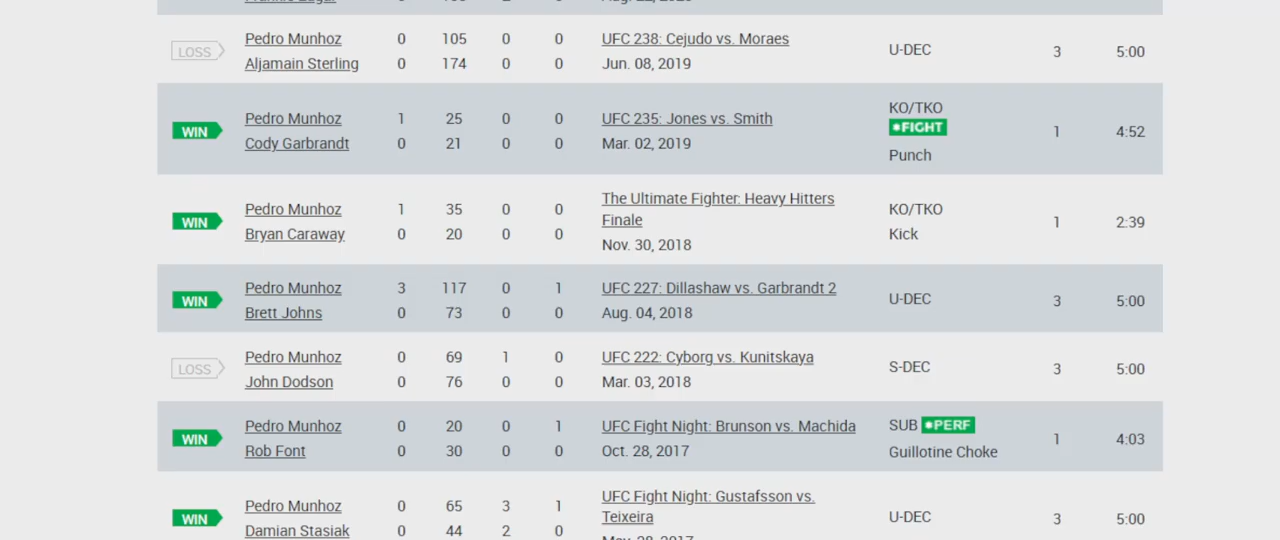 LOSS Pedro Munhoz 0 105 0 0 UFC 238: Cejudo vs. Moraes U-DEC 3 5:00
Aljamain Sterling 0 174 0 0 Jun. 08, 2019
WIN Pedro Munhoz 1 25 0 0 UFC 235: Jones vs. Smith KO/TKO 1 4:52
FIGHT
Cody Garbrandt 0 21 0 0 Mar. 02, 2019 Punch
WIN Pedro Munhoz 1 35 0 0 The Ultimate Fighter: Heavy Hitters KO/TKO 1 2:39
Finale
Bryan Caraway 0 20 0 0 Nov. 30, 2018 Kick
WIN Pedro Munhoz 3 117 0 1 UFC 227: Dillashaw vs. Garbrandt 2 U-DEC 3 5:00
Brett Johns 0 73 0 0 Aug. 04, 2018
LOSS Pedro Munhoz 0 69 1 0 UFC 222: Cyborg vs. Kunitskaya S-DEC 3 5:00
John Dodson 0 76 0 0 Mar. 03, 2018
WIN Pedro Munhoz 0 20 0 1 UFC Fight Night: Brunson vs. Machida SUB PERF 1 4:03
Rob Font 0 30 0 0 Oct. 28, 2017 Guillotine Choke
WIN Pedro Munhoz 0 65 3 1 UFC Fight Night: Gustafsson vs. U-DEC 3 5:00
Teixeira
Damian Stasiak 0 44 2 0